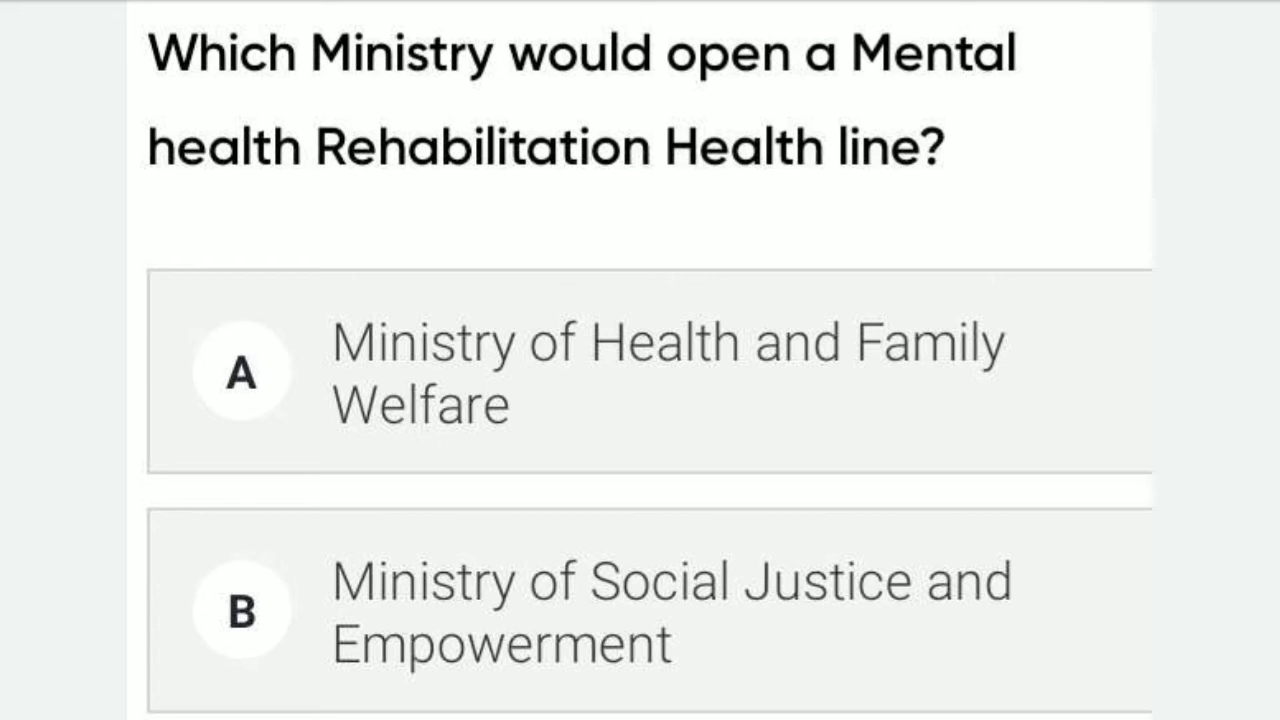 Which Ministry would open a Mental
health Rehabilitation Health line?
A
Ministry of Health and Family
Welfare
B
Ministry of Social Justice and
Empowerment